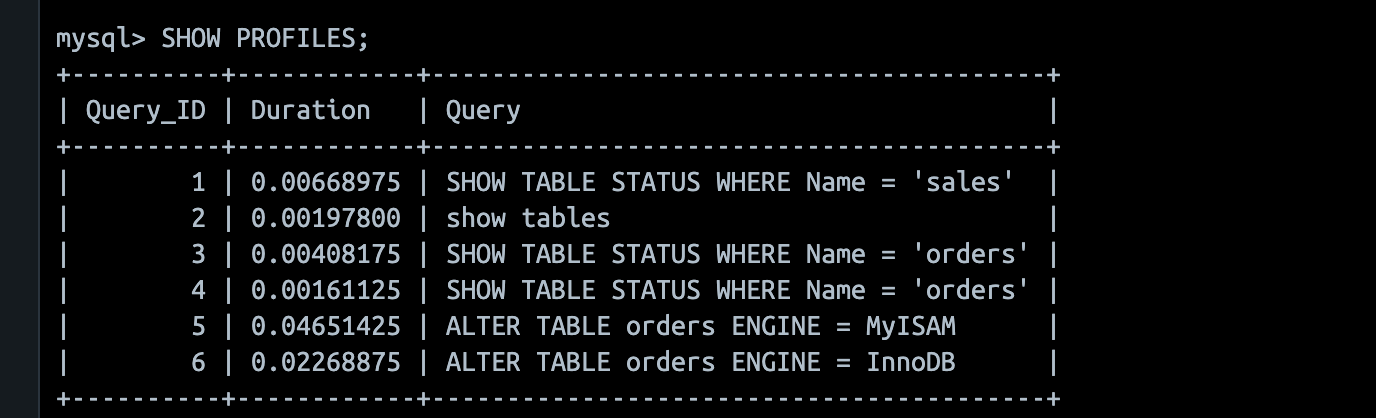 mysql> SHOW PROFILES;
+----------+------------+-----------------------------------------+
| Query_ID | Duration   | Query                                   |
+----------+------------+-----------------------------------------+
|        1 | 0.00668975 | SHOW TABLE STATUS WHERE Name = 'sales'  |
|        2 | 0.00197800 | show tables                             |
|        3 | 0.00408175 | SHOW TABLE STATUS WHERE Name = 'orders' |
|        4 | 0.00161125 | SHOW TABLE STATUS WHERE Name = 'orders' |
|        5 | 0.04651425 | ALTER TABLE orders ENGINE = MyISAM      |
|        6 | 0.02268875 | ALTER TABLE orders ENGINE = InnoDB      |
+----------+------------+-----------------------------------------+